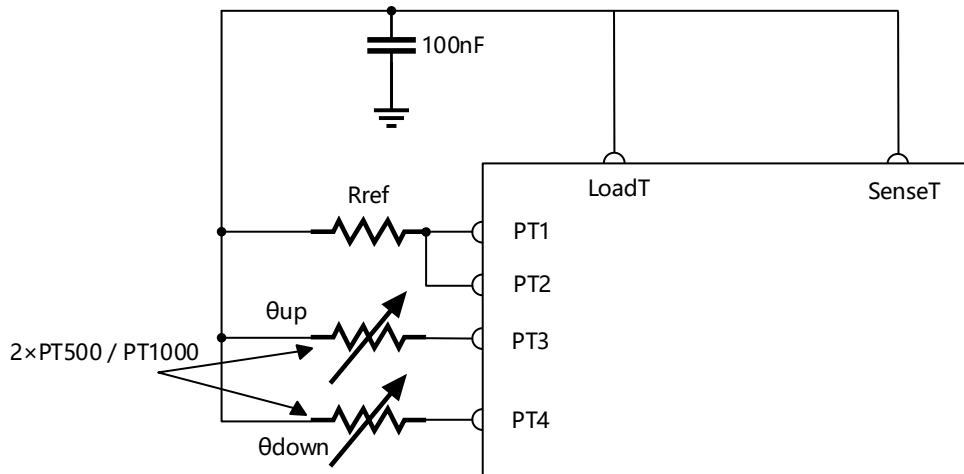 100nF
LoadT
SenseT
Rref
PT1
PT2
θup
PT3
2×PT500 / PT1000
PT4
θdown